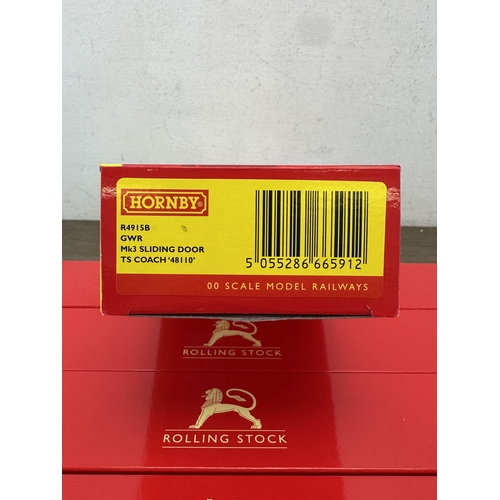 HORNBY®
R4915B
GWR
Mk3 SLIDING DOOR
TS COACH '48110'
5 055286 665912
00 SCALE MODEL RAILWAYS
ROLLING STOCK
ROLLING STOCK